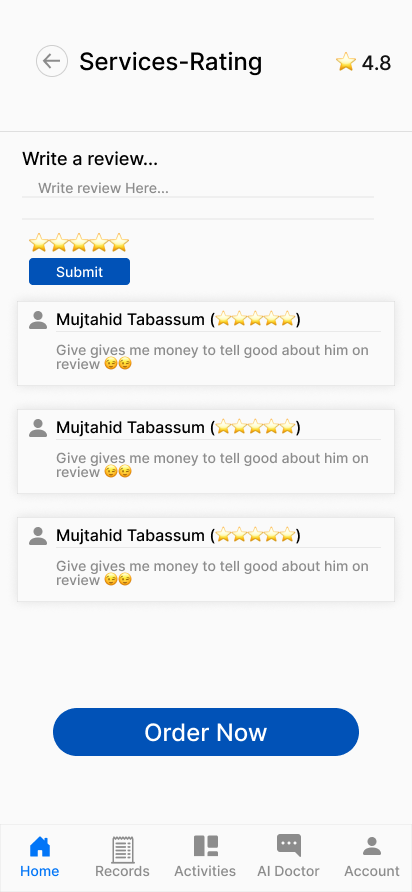 Services-Rating
⭐ 4.8
Write a review...
Write review Here...
⭐⭐⭐⭐⭐
Submit
Mujtahid Tabassum (⭐⭐⭐⭐⭐)
Give gives me money to tell good about him on
review 😉😉
Mujtahid Tabassum (⭐⭐⭐⭐⭐)
Give gives me money to tell good about him on
review 😉😉
Mujtahid Tabassum (⭐⭐⭐⭐⭐)
Give gives me money to tell good about him on
review 😉😉
Order Now
Home
Records
Activities
AI Doctor
Account